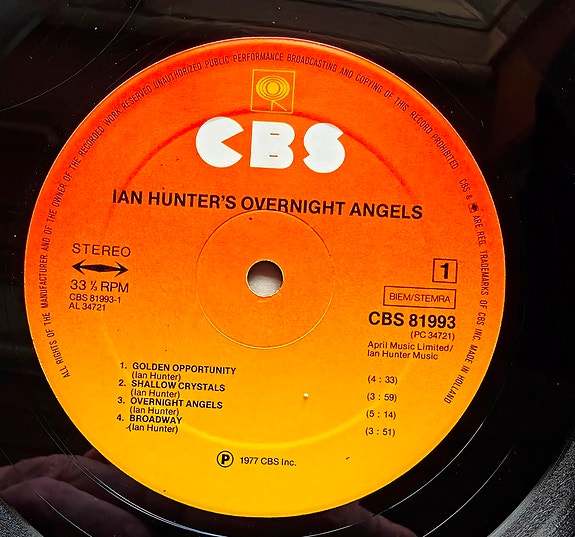 ALL RIGHTS OF THE MANUFACTURER AND OF THE OWNER OF THE RECORDED WORK RESERVED UNAUTHORIZED PUBLIC PERFORMANCE BROADCASTING AND COPYING OF THIS RECORD PROHIBITED CBS & ARE REG. TRADEMARKS OF CBS INC. MADE IN HOLLAND
CBS
IAN HUNTER'S OVERNIGHT ANGELS
STEREO
33 ⅓ RPM
CBS 81993-1
AL 34721
1
BIEM/STEMRA
CBS 81993
(PC 34721)
April Music Limited/
Ian Hunter Music
1. GOLDEN OPPORTUNITY (4 : 33)
(Ian Hunter)
2. SHALLOW CRYSTALS (3 : 59)
(Ian Hunter)
3. OVERNIGHT ANGELS (5 : 14)
(Ian Hunter)
4. BROADWAY (3 : 51)
(Ian Hunter)
Ⓟ 1977 CBS Inc.